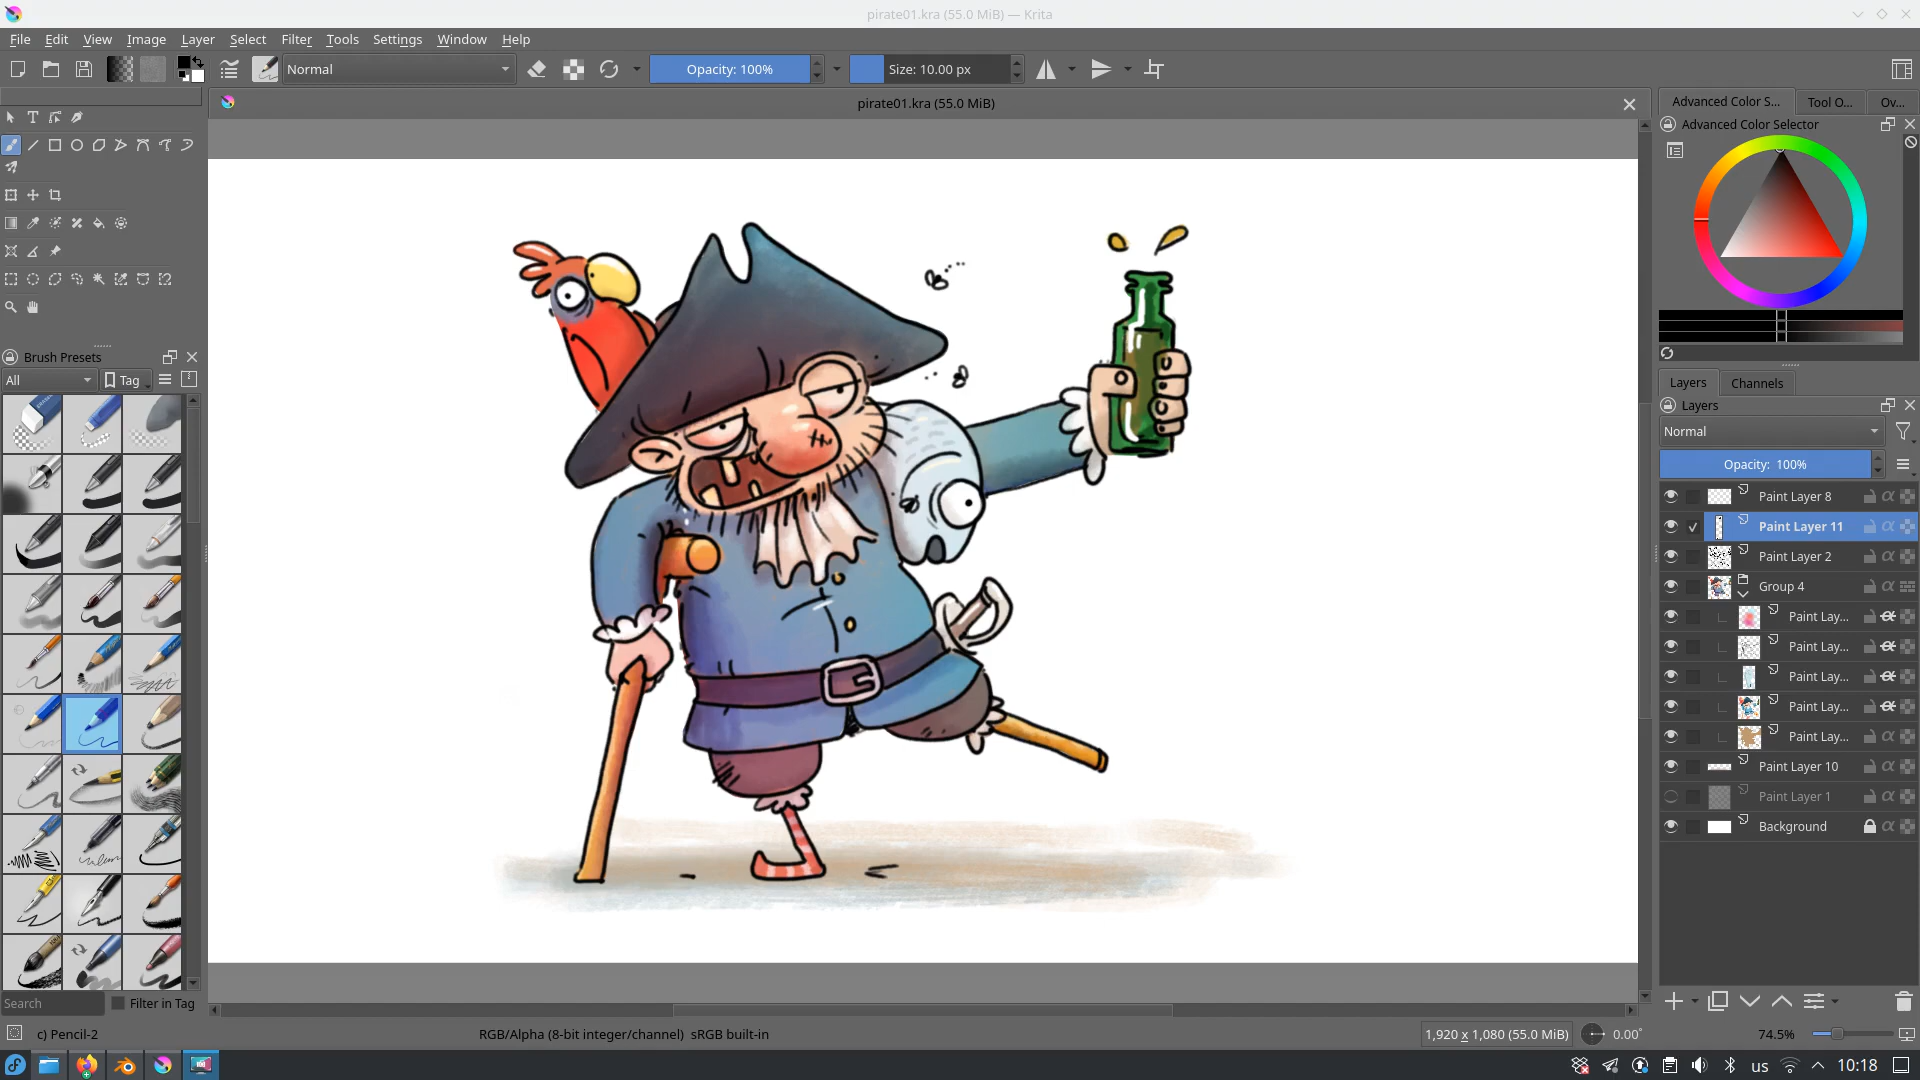 pirate01.kra (55.0 MiB) — Krita
File Edit View Image Layer Select Filter Tools Settings Window Help
Normal
Opacity: 100%
Size: 10.00 px
pirate01.kra (55.0 MiB)
Advanced Color S... Tool O... Ov...
Advanced Color Selector
Brush Presets
All
Tag
Layers Channels
Layers
Normal
Opacity: 100%
Paint Layer 8
Paint Layer 11
Paint Layer 2
Group 4
Paint Lay...
Paint Lay...
Paint Lay...
Paint Lay...
Paint Lay...
Paint Layer 10
Paint Layer 1
Background
Search
Filter in Tag
c) Pencil-2
RGB/Alpha (8-bit integer/channel) sRGB built-in
1,920 x 1,080 (55.0 MiB)
0.00°
74.5%
us
10:18